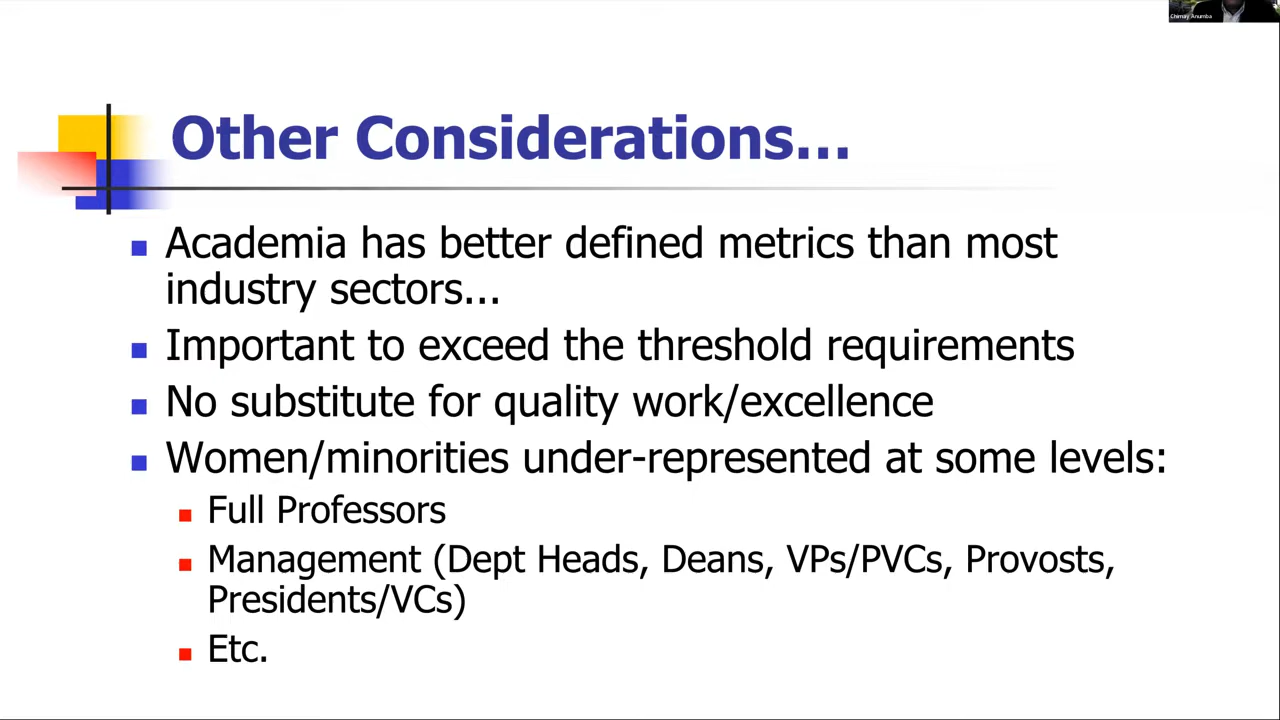 Chimay Anumba
Other Considerations...
Academia has better defined metrics than most
industry sectors...
Important to exceed the threshold requirements
No substitute for quality work/excellence
Women/minorities under-represented at some levels:
Full Professors
Management (Dept Heads, Deans, VPs/PVCs, Provosts,
Presidents/VCs)
Etc.